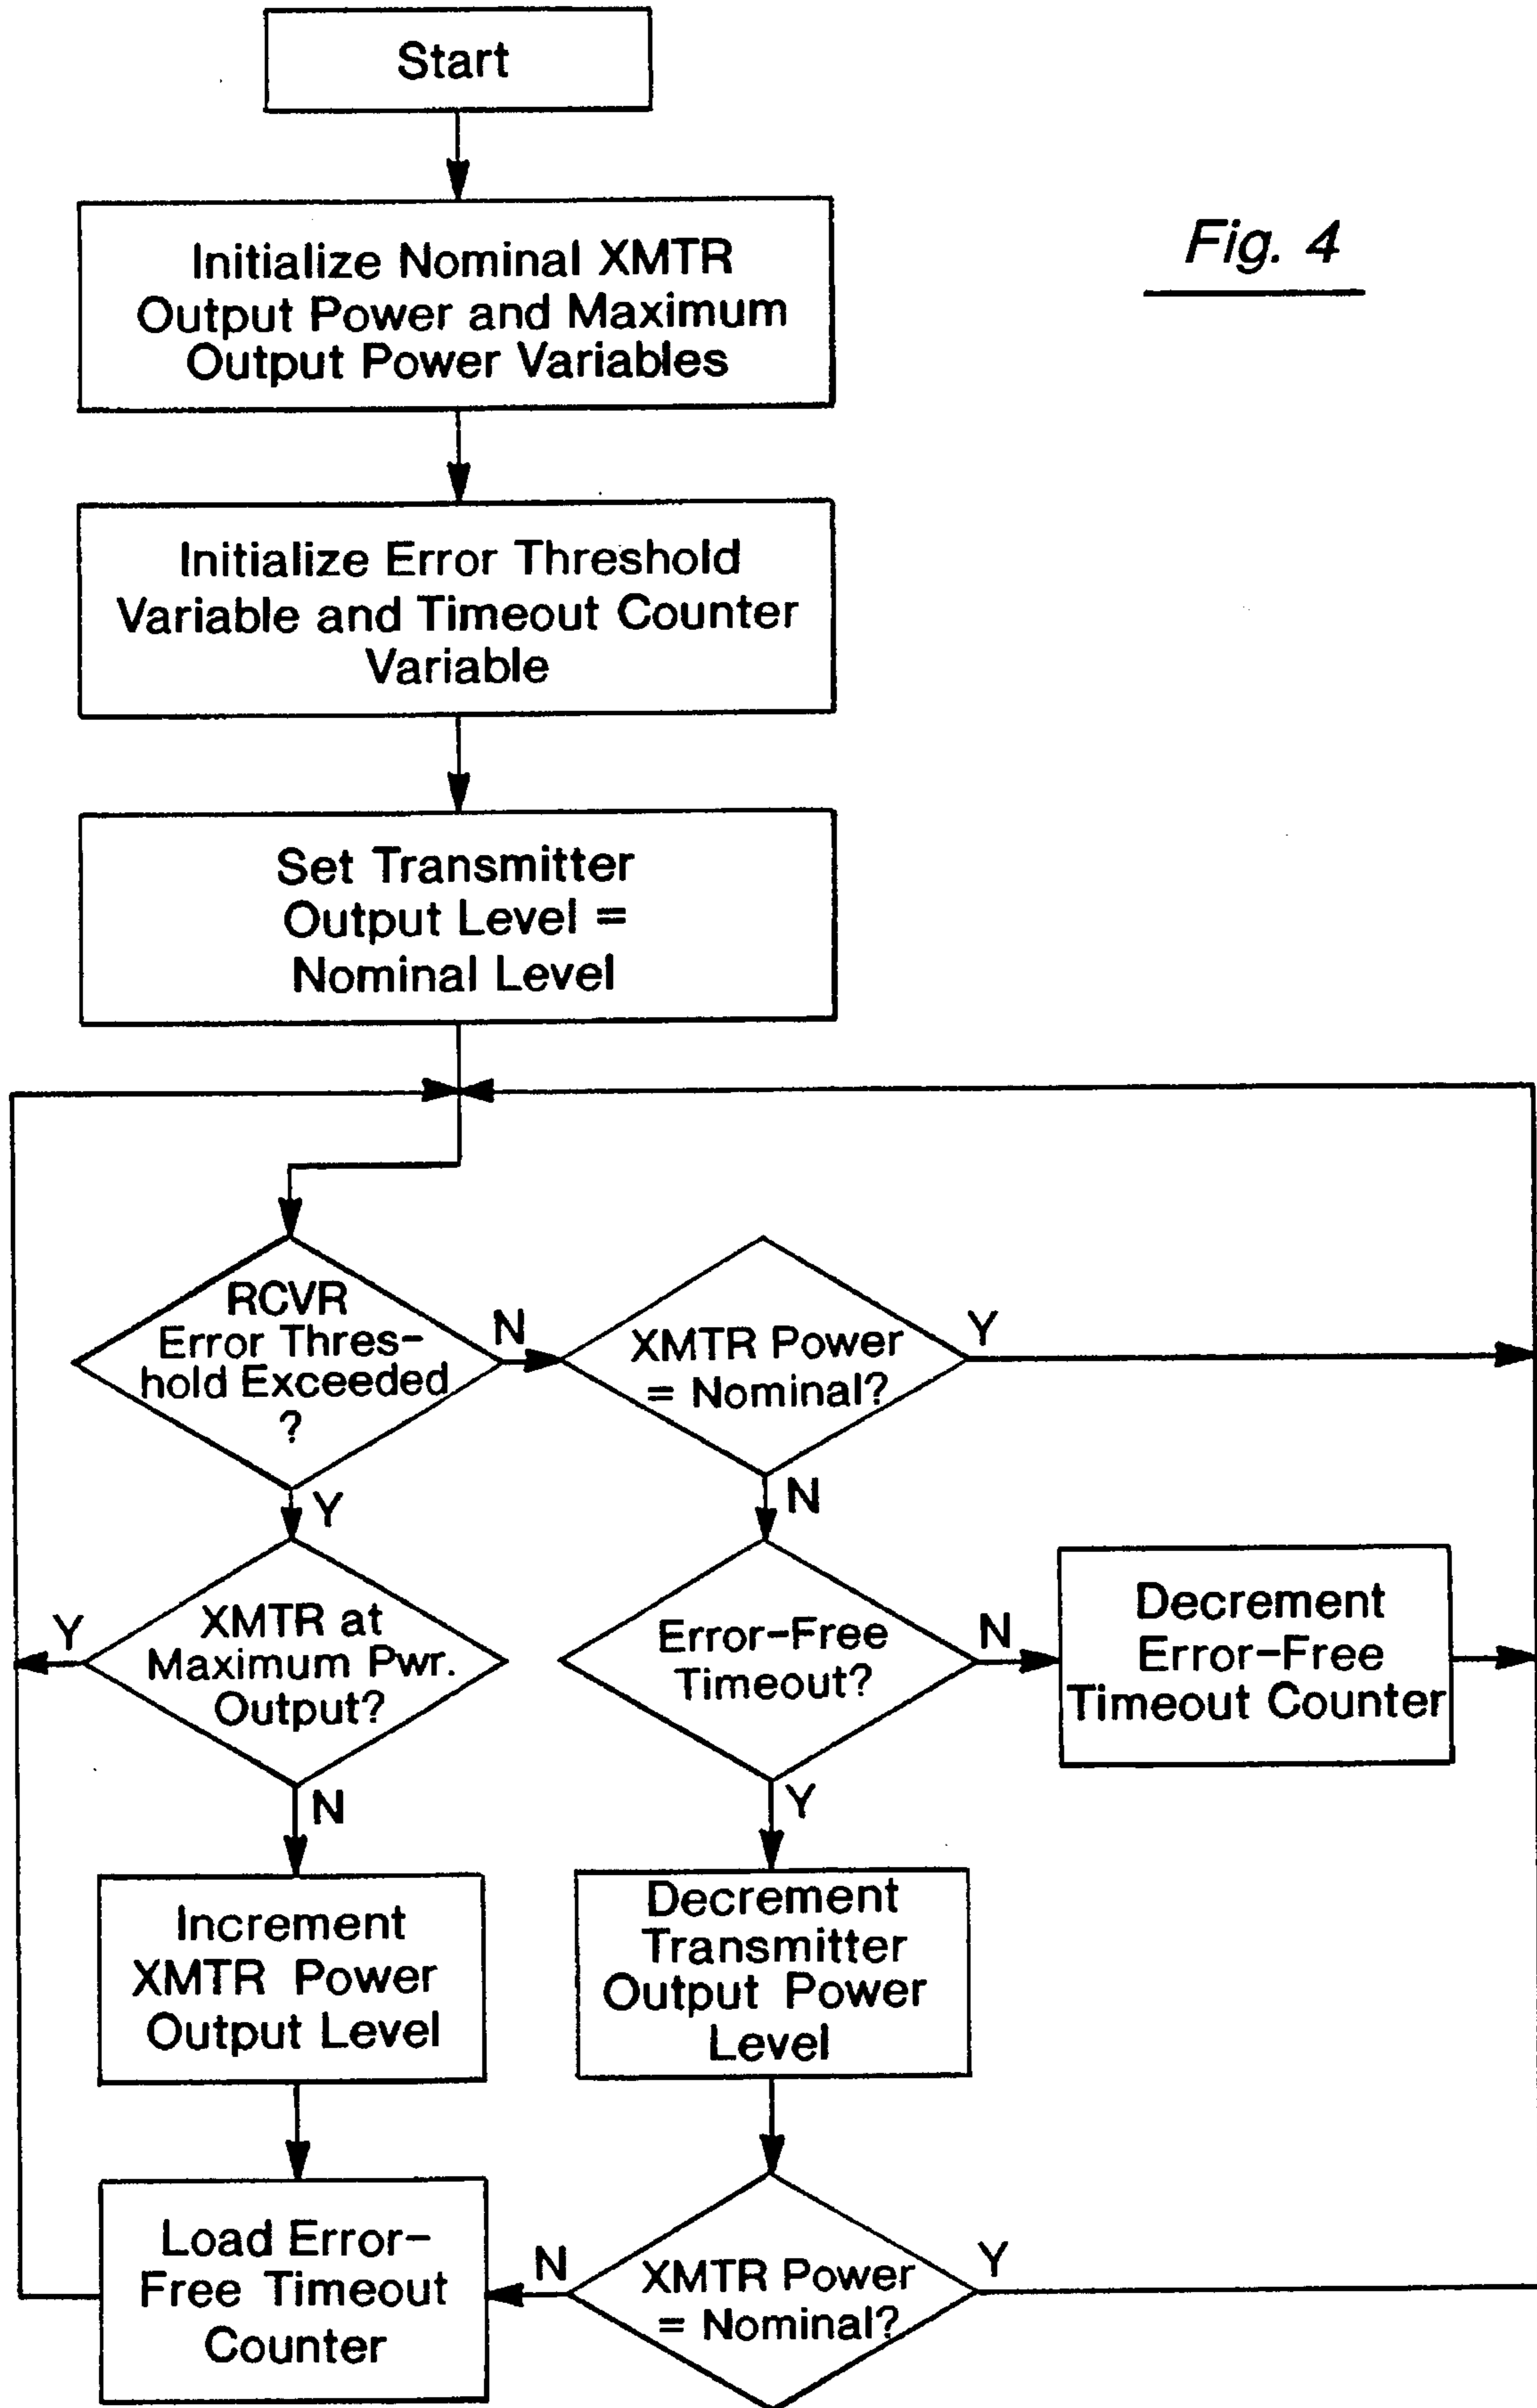 Start
Fig. 4
Initialize Nominal XMTR
Output Power and Maximum
Output Power Variables
Initialize Error Threshold
Variable and Timeout Counter
Variable
Set Transmitter
Output Level =
Nominal Level
RCVR
Error Thres-
hold Exceeded
?
N
Y
XMTR Power
= Nominal?
Y
N
XMTR at
Maximum Pwr.
Output?
Y
N
Error-Free
Timeout?
N
Y
Decrement
Error-Free
Timeout Counter
Increment
XMTR Power
Output Level
Decrement
Transmitter
Output Power
Level
Load Error-
Free Timeout
Counter
N
XMTR Power
= Nominal?
Y